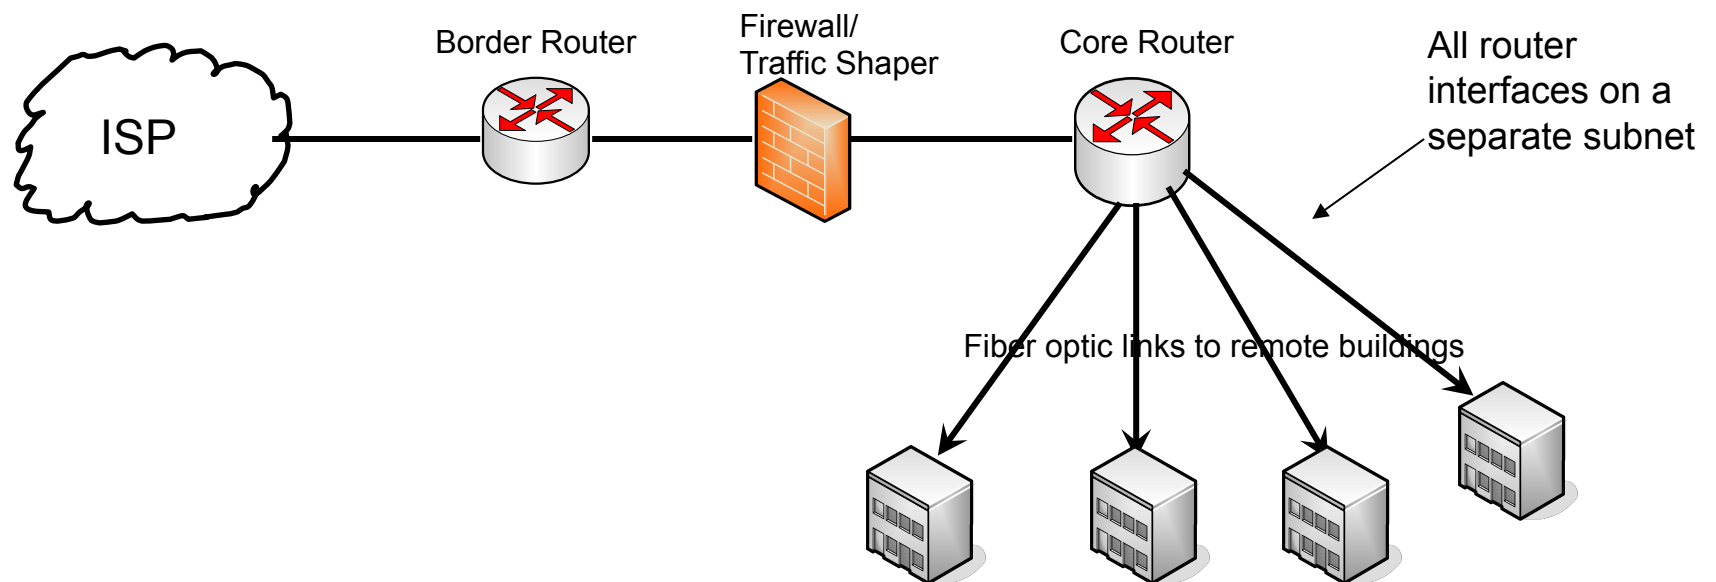 ISP
Border Router
Firewall/
Traffic Shaper
Core Router
All router
interfaces on a
separate subnet
Fiber optic links to remote buildings